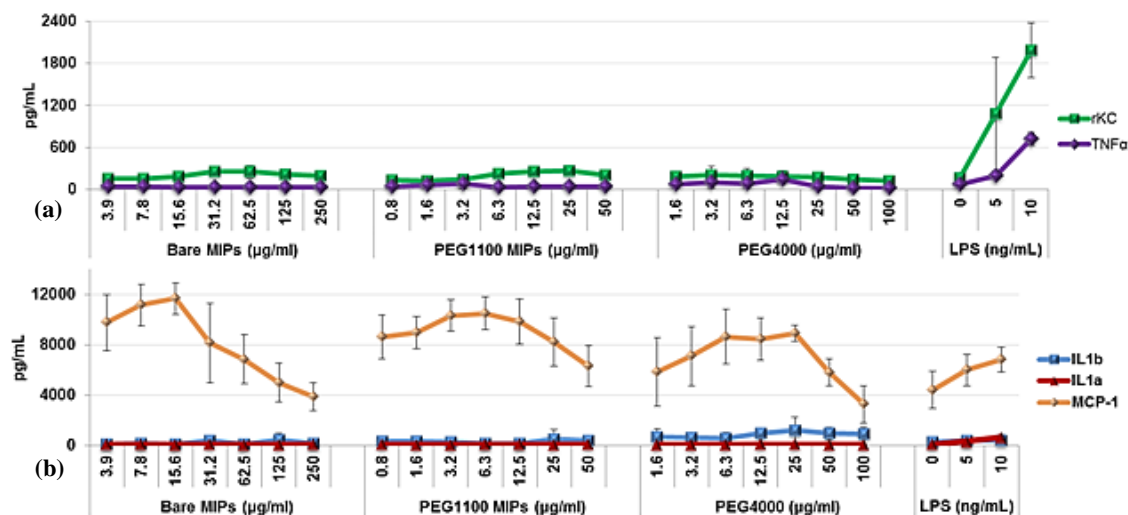 2400
1800
1200
600
0
pg/mL
rKC
TNFα
(a)
3.9 7.8 15.6 31.2 62.5 125 250 0.8 1.6 3.2 6.3 12.5 25 50 1.6 3.2 6.3 12.5 25 50 100 0 5 10
Bare MIPs (μg/ml) PEG1100 MIPs (μg/ml) PEG4000 (μg/ml) LPS (ng/mL)
12000
8000
4000
0
pg/mL
IL1b
IL1a
MCP-1
(b)
3.9 7.8 15.6 31.2 62.5 125 250 0.8 1.6 3.2 6.3 12.5 25 50 1.6 3.2 6.3 12.5 25 50 100 0 5 10
Bare MIPs (μg/ml) PEG1100 MIPs (μg/ml) PEG4000 (μg/ml) LPS (ng/mL)